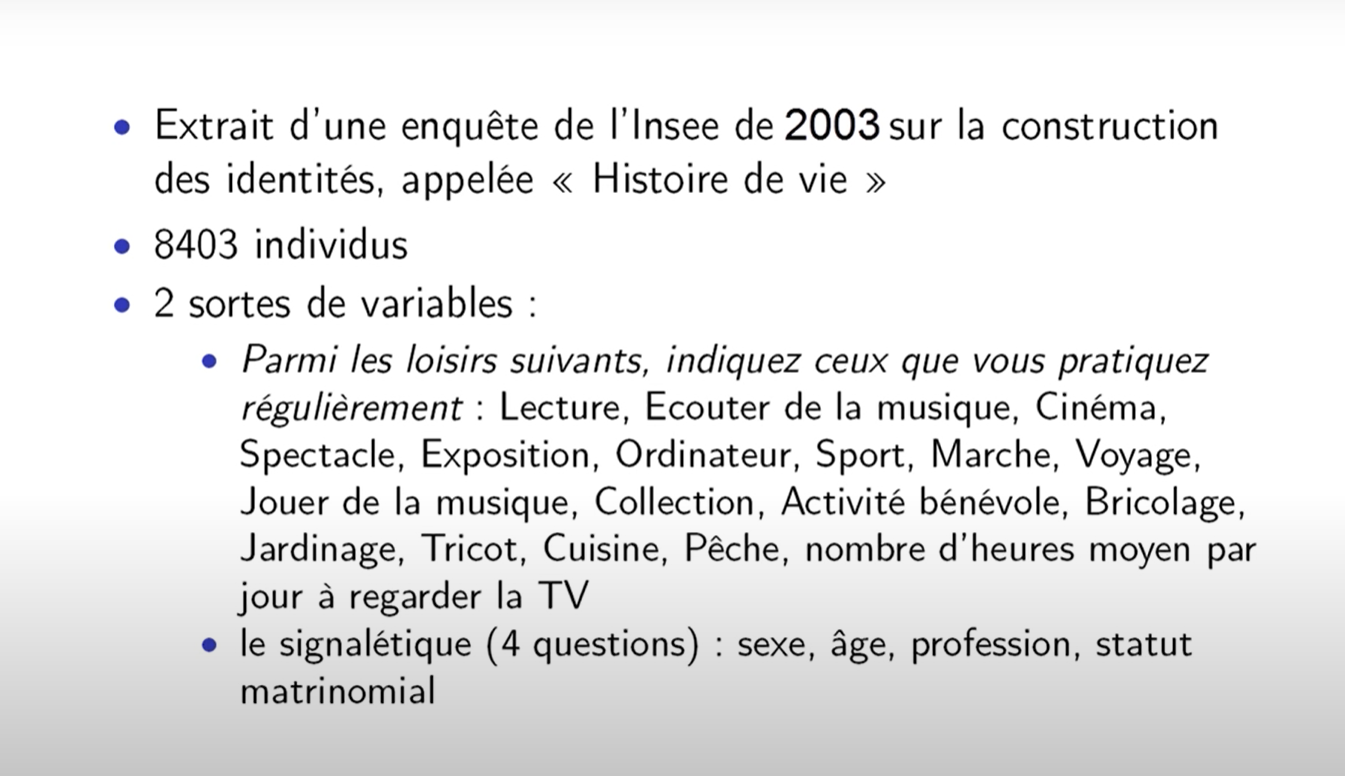 • Extrait d'une enquête de l'Insee de 2003 sur la construction
des identités, appelée « Histoire de vie »
• 8403 individus
• 2 sortes de variables :
• Parmi les loisirs suivants, indiquez ceux que vous pratiquez
régulièrement : Lecture, Ecouter de la musique, Cinéma,
Spectacle, Exposition, Ordinateur, Sport, Marche, Voyage,
Jouer de la musique, Collection, Activité bénévole, Bricolage,
Jardinage, Tricot, Cuisine, Pêche, nombre d'heures moyen par
jour à regarder la TV
• le signalétique (4 questions) : sexe, âge, profession, statut
matrinomial